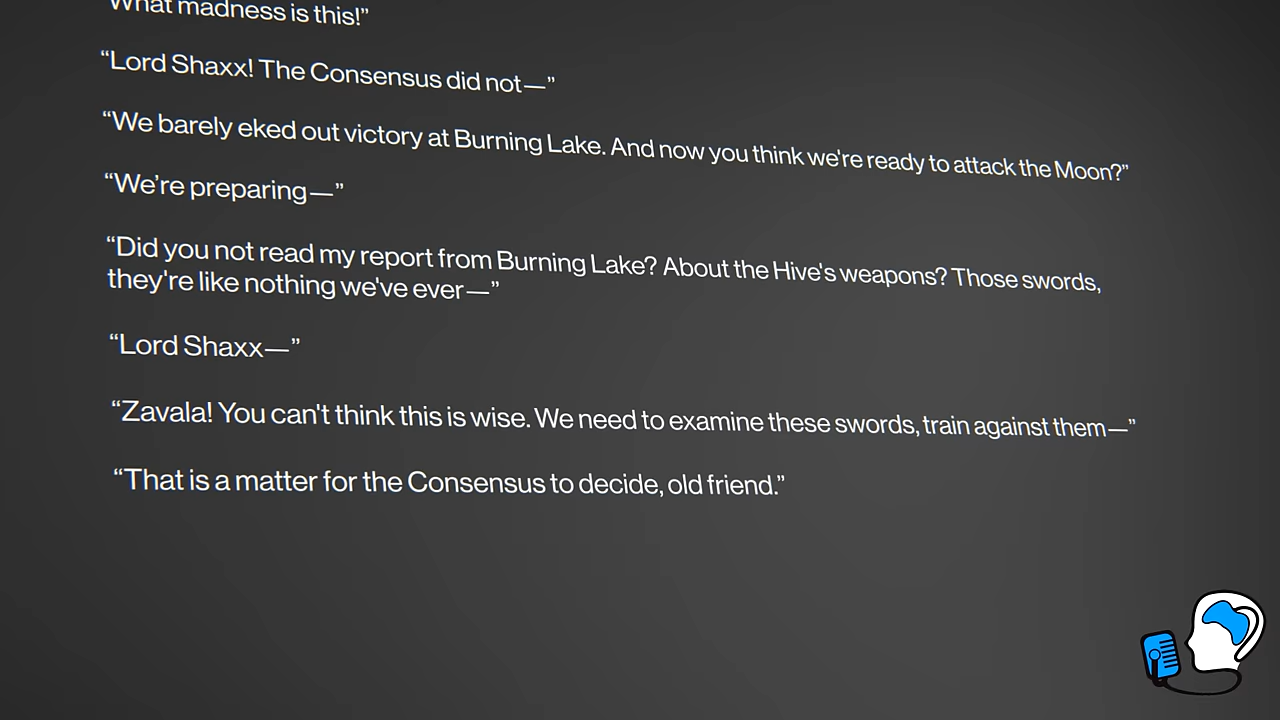 “What madness is this!”
“Lord Shaxx! The Consensus did not—”
“We barely eked out victory at Burning Lake. And now you think we're ready to attack the Moon?”
“We’re preparing—”
“Did you not read my report from Burning Lake? About the Hive's weapons? Those swords,
they're like nothing we've ever—”
“Lord Shaxx—”
“Zavala! You can't think this is wise. We need to examine these swords, train against them—”
“That is a matter for the Consensus to decide, old friend.”